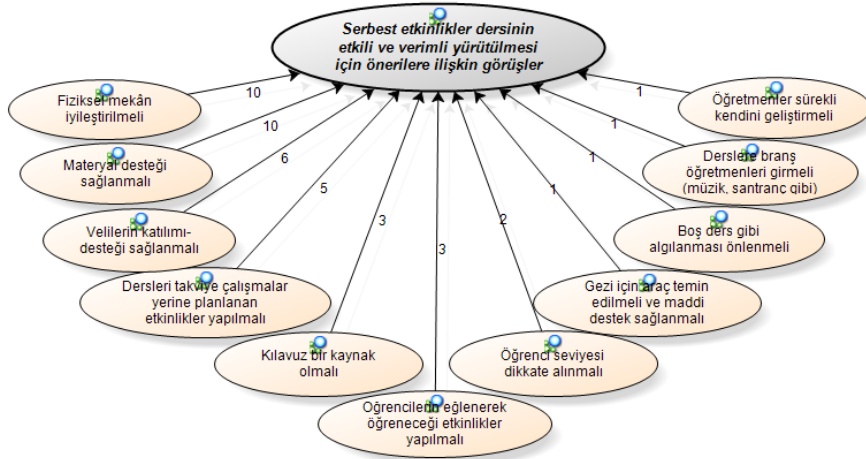 Serbest etkinlikler dersinin
etkili ve verimli yürütülmesi
için önerilere ilişkin görüşler
10
Fiziksel mekân
iyileştirilmeli
10
Materyal desteği
sağlanmalı
6
Velilerin katılımı-
desteği sağlanmalı
5
Dersleri takviye çalışmalar
yerine planlanan
etkinlikler yapılmalı
3
Kılavuz bir kaynak
olmalı
3
Oğrencilerin eğlenerek
öğreneceği etkinlikler
yapılmalı
2
Öğrenci seviyesi
dikkate alınmalı
1
Gezi için araç temin
edilmeli ve maddi
destek sağlanmalı
1
Boş ders gibi
algılanması önlenmeli
1
Derslere branş
öğretmenleri girmeli
(müzik, santranç gibi)
1
Öğretmenler sürekli
kendini geliştirmeli